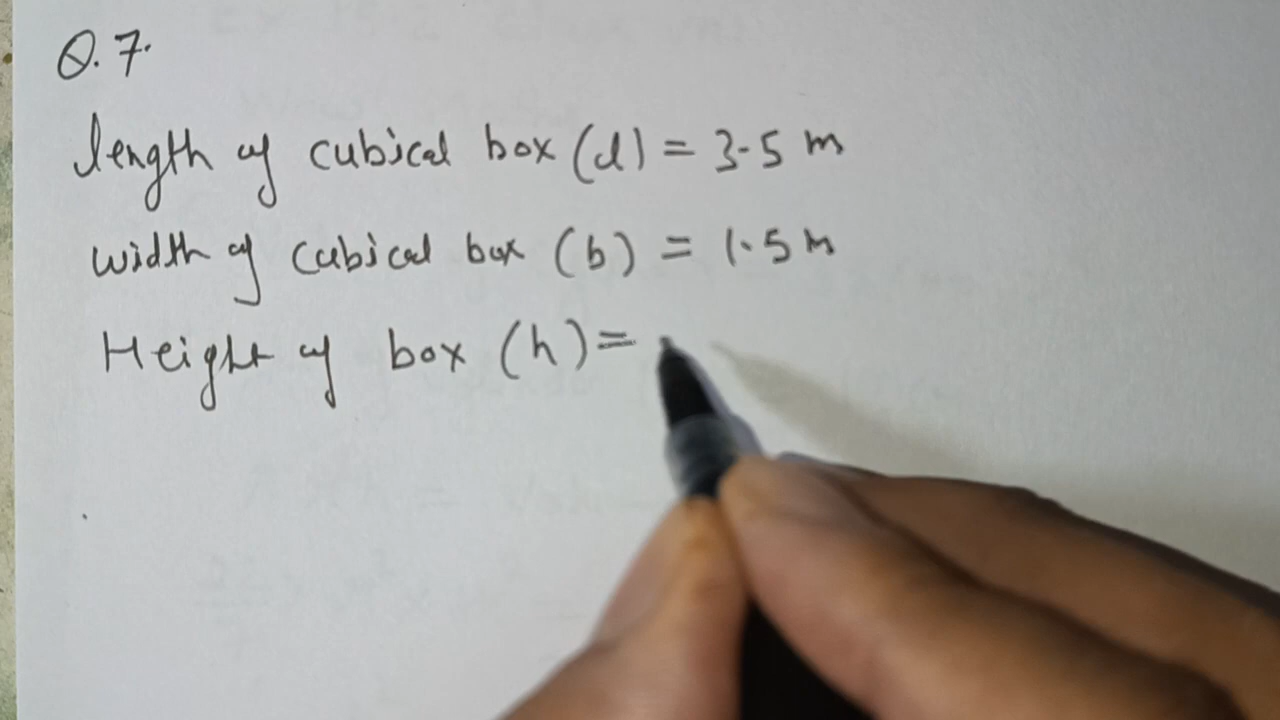 Q.7.
length of cubical box (l) = 3.5 m
width of cubical box (b) = 1.5 m
Height of box (h) =